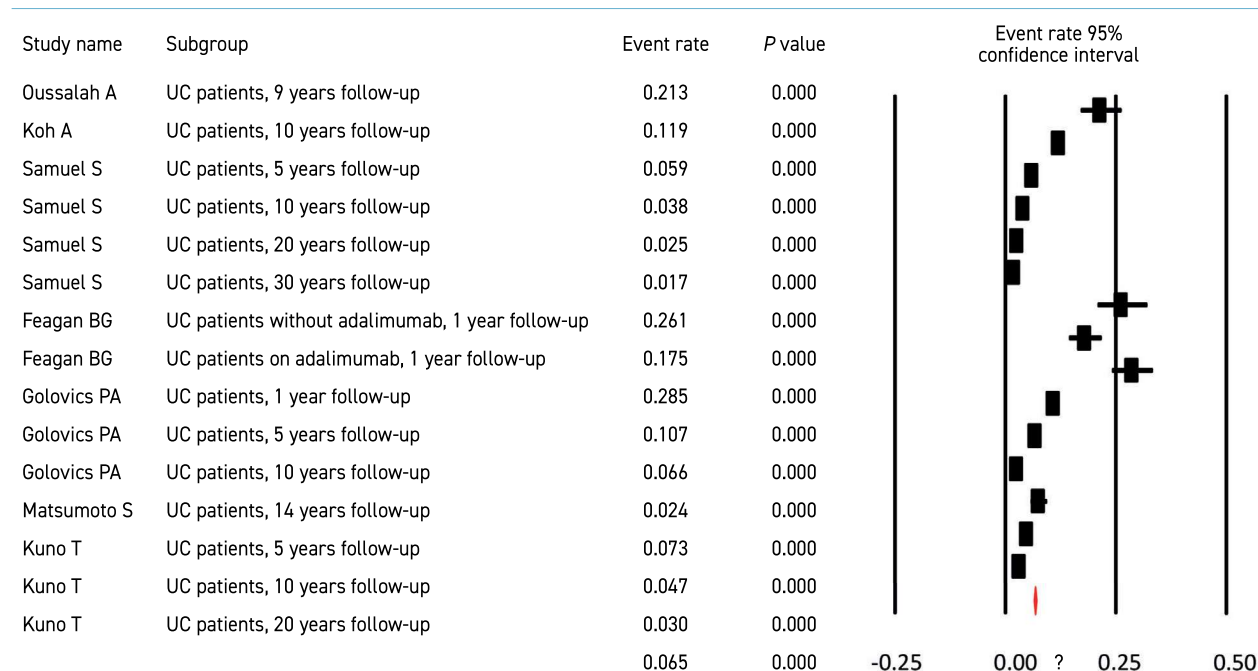 Study name Subgroup Event rate P value Event rate 95% confidence interval
Oussalah A UC patients, 9 years follow-up 0.213 0.000
Koh A UC patients, 10 years follow-up 0.119 0.000
Samuel S UC patients, 5 years follow-up 0.059 0.000
Samuel S UC patients, 10 years follow-up 0.038 0.000
Samuel S UC patients, 20 years follow-up 0.025 0.000
Samuel S UC patients, 30 years follow-up 0.017 0.000
Feagan BG UC patients without adalimumab, 1 year follow-up 0.261 0.000
Feagan BG UC patients on adalimumab, 1 year follow-up 0.175 0.000
Golovics PA UC patients, 1 year follow-up 0.285 0.000
Golovics PA UC patients, 5 years follow-up 0.107 0.000
Golovics PA UC patients, 10 years follow-up 0.066 0.000
Matsumoto S UC patients, 14 years follow-up 0.024 0.000
Kuno T UC patients, 5 years follow-up 0.073 0.000
Kuno T UC patients, 10 years follow-up 0.047 0.000
Kuno T UC patients, 20 years follow-up 0.030 0.000
0.065 0.000 -0.25 0.00 ? 0.25 0.50